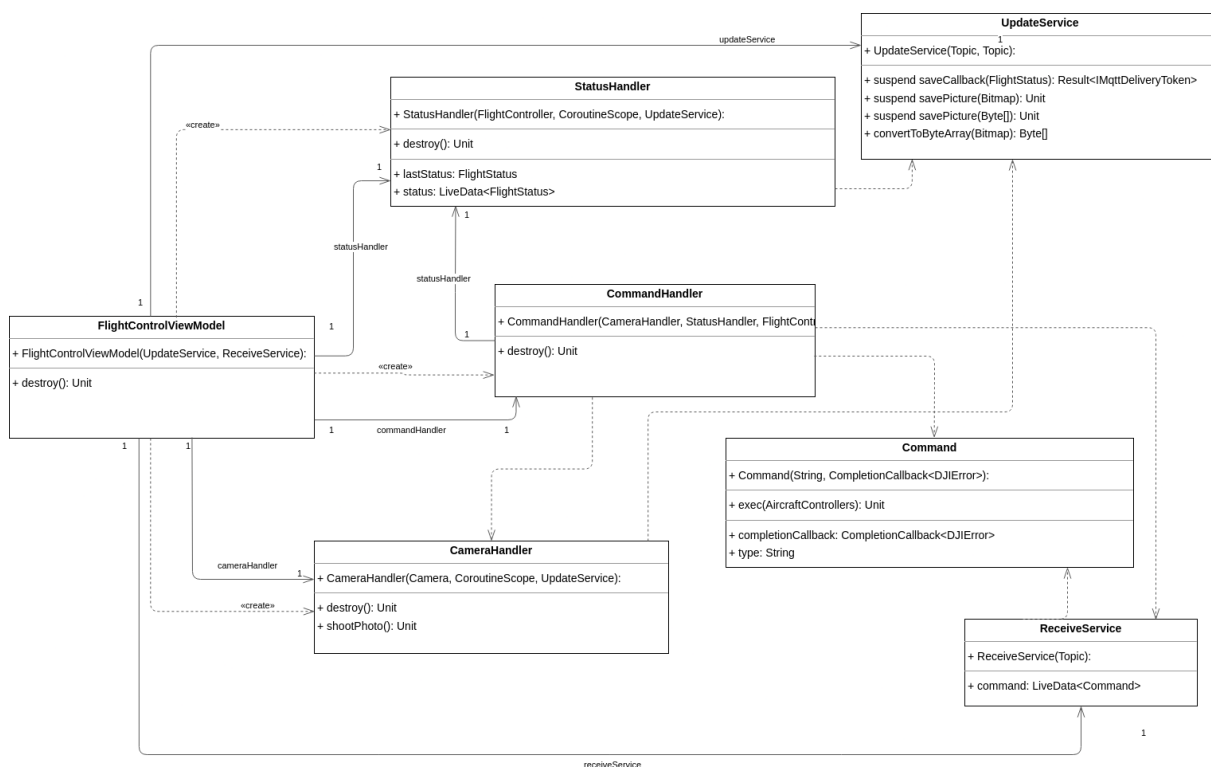 UpdateService
+ UpdateService(Topic, Topic):
+ suspend saveCallback(FlightStatus): Result<IMqttDeliveryToken>
+ suspend savePicture(Bitmap): Unit
+ suspend savePicture(Byte[]): Unit
+ convertToByteArray(Bitmap): Byte[]
updateService
1
1
StatusHandler
+ StatusHandler(FlightController, CoroutineScope, UpdateService):
+ destroy(): Unit
+ lastStatus: FlightStatus
+ status: LiveData<FlightStatus>
«create»
1
statusHandler
1
1
statusHandler
1
CommandHandler
+ CommandHandler(CameraHandler, StatusHandler, FlightContr
+ destroy(): Unit
FlightControlViewModel
+ FlightControlViewModel(UpdateService, ReceiveService):
+ destroy(): Unit
«create»
1
commandHandler
1
Command
+ Command(String, CompletionCallback<DJIError>):
+ exec(AircraftControllers): Unit
+ completionCallback: CompletionCallback<DJIError>
+ type: String
1
1
cameraHandler
1
«create»
CameraHandler
+ CameraHandler(Camera, CoroutineScope, UpdateService):
+ destroy(): Unit
+ shootPhoto(): Unit
ReceiveService
+ ReceiveService(Topic):
+ command: LiveData<Command>
1
receiveService